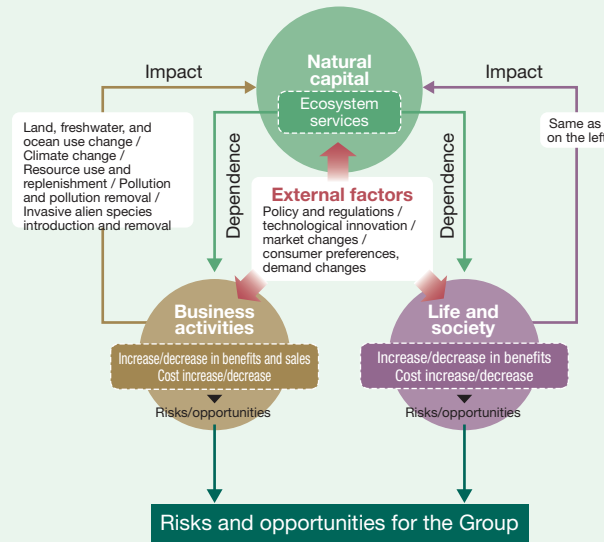 Impact
Natural
capital
Ecosystem
services
Impact
Land, freshwater, and
ocean use change /
Climate change /
Resource use and
replenishment / Pollution
and pollution removal /
Invasive alien species
introduction and removal
Same as
on the left
Dependence
External factors
Policy and regulations /
technological innovation /
market changes /
consumer preferences,
demand changes
Dependence
Business
activities
Increase/decrease in benefits and sales
Cost increase/decrease
Risks/opportunities
Life and
society
Increase/decrease in benefits
Cost increase/decrease
Risks/opportunities
Risks and opportunities for the Group